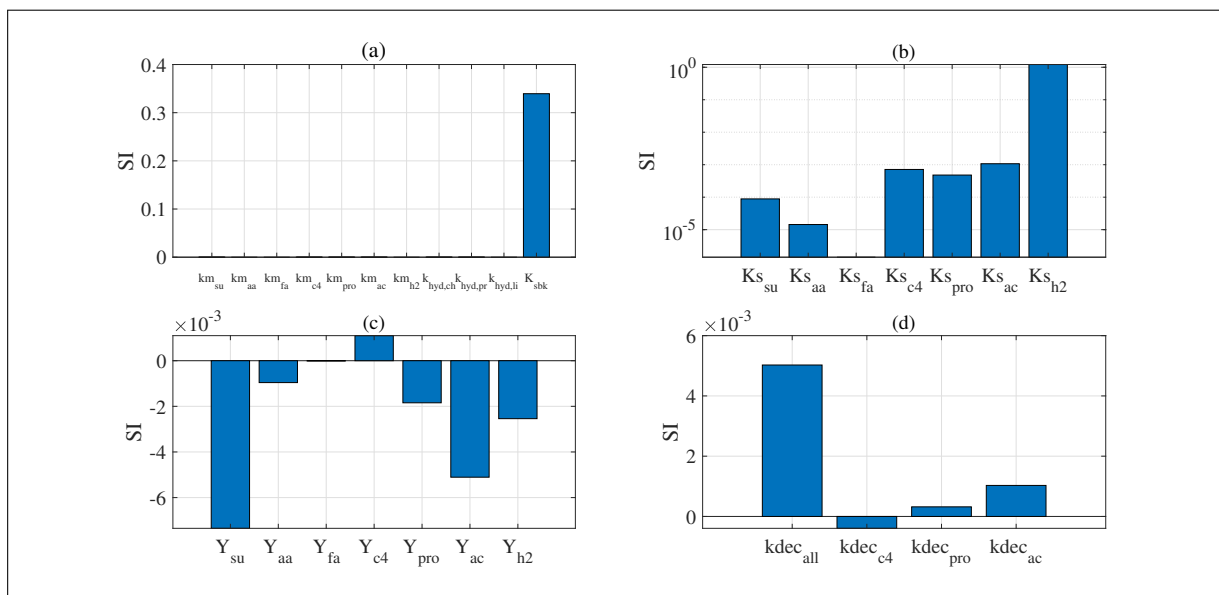 (a)
0.4
0.3
0.2
0.1
0
SI
km_su km_aa km_fa km_c4 km_pro km_ac km_h2 k_hyd,ch k_hyd,pr k_hyd,li K_sbk
(b)
10^0
10^-5
SI
Ks_su Ks_aa Ks_fa Ks_c4 Ks_pro Ks_ac Ks_h2
(c)
×10^-3
0
-2
-4
-6
SI
Y_su Y_aa Y_fa Y_c4 Y_pro Y_ac Y_h2
(d)
×10^-3
6
4
2
0
SI
kdec_all kdec_c4 kdec_pro kdec_ac